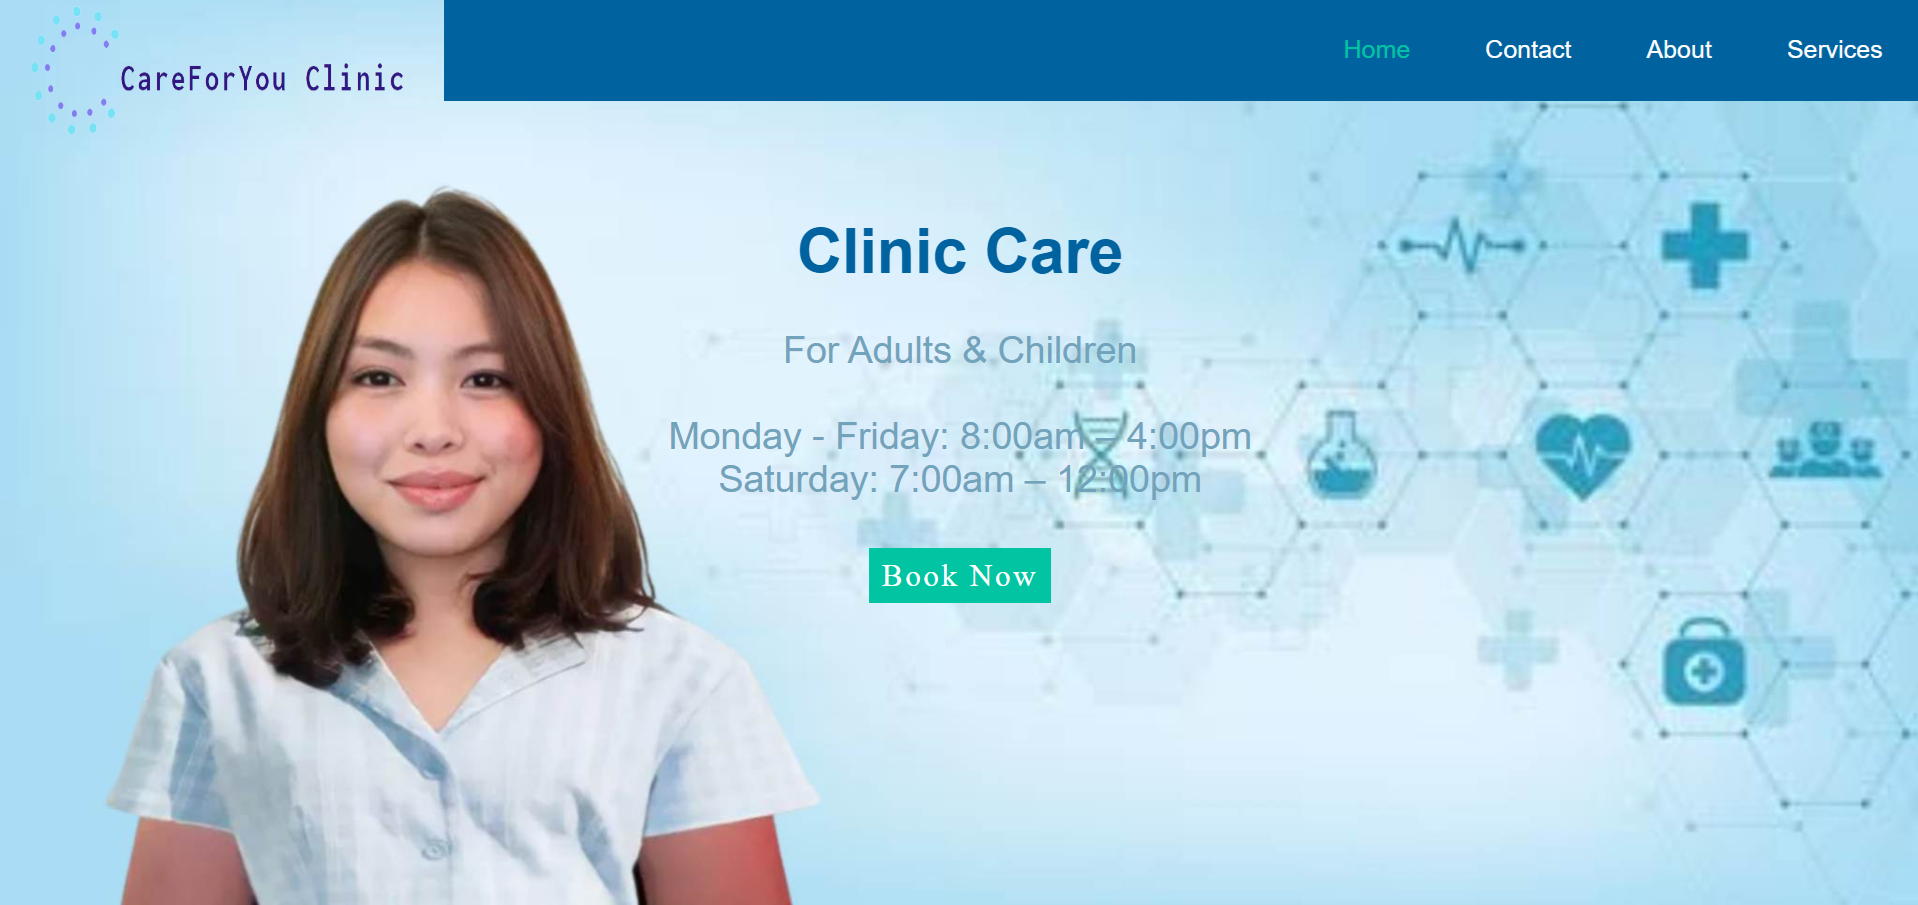 CareForYou Clinic
Home Contact About Services
Clinic Care
For Adults & Children
Monday - Friday: 8:00am – 4:00pm
Saturday: 7:00am – 12:00pm
Book Now